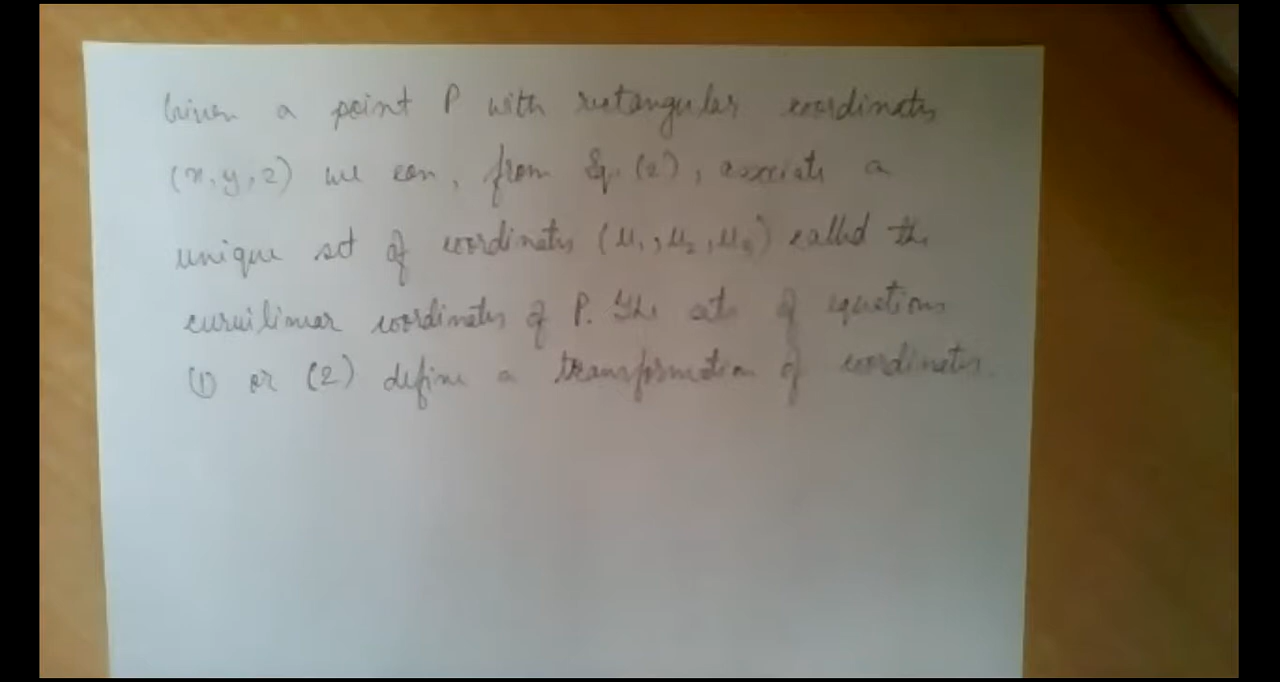 Given a point P with rectangular coordinates
(x, y, z) we can, from Eq. (2), associate a
unique set of coordinates (u1, u2, u3) called the
curvilinear coordinates of P. The sets of equations
(1) or (2) define a transformation of coordinates.